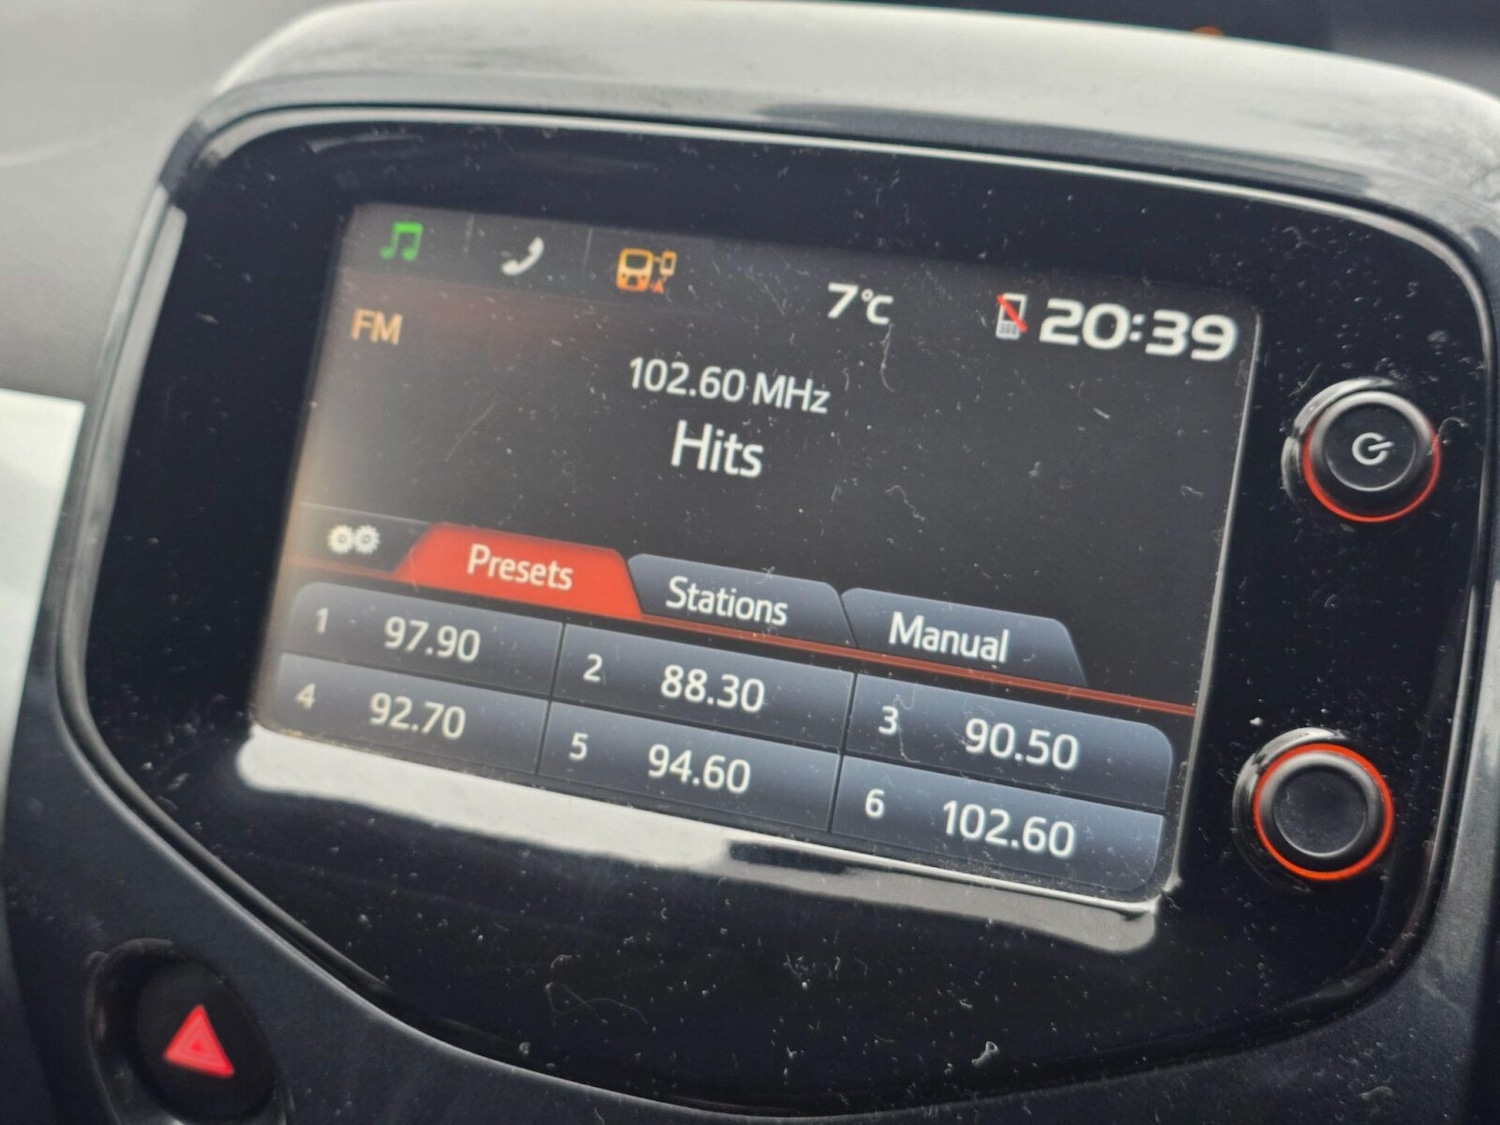 7°C
20:39
FM
102.60 MHz
Hits
Presets Stations Manual
1 97.90 2 88.30 3 90.50
4 92.70 5 94.60 6 102.60